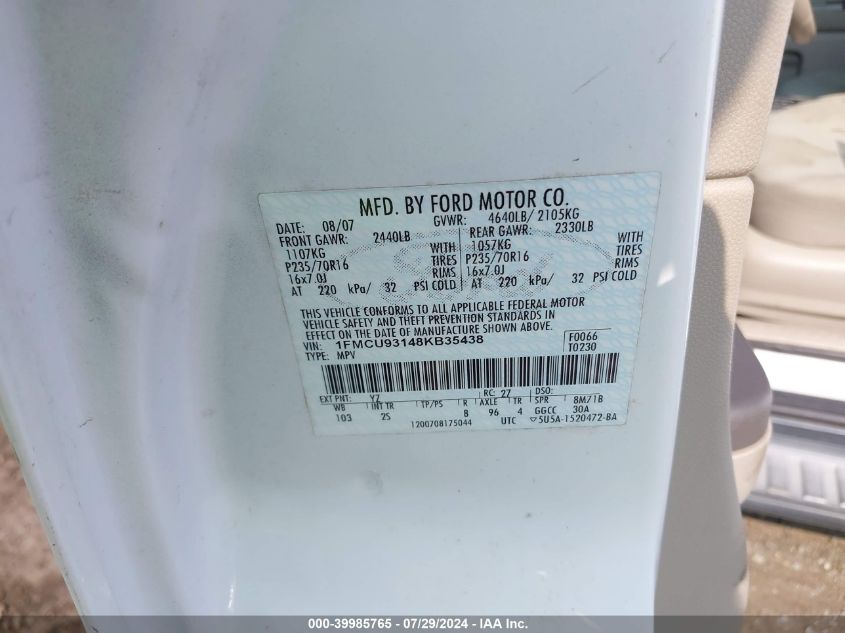 MFD. BY FORD MOTOR CO.
DATE: 08/07 GVWR: 4640LB/ 2105KG
FRONT GAWR: 2440LB REAR GAWR: 2330LB
1107KG WITH 1057KG WITH
P235/70R16 TIRES P235/70R16 TIRES
16x7.0J RIMS 16x7.0J RIMS
AT 220 kPa/ 32 PSI COLD AT 220 kPa/ 32 PSI COLD
THIS VEHICLE CONFORMS TO ALL APPLICABLE FEDERAL MOTOR
VEHICLE SAFETY AND THEFT PREVENTION STANDARDS IN
EFFECT ON THE DATE OF MANUFACTURE SHOWN ABOVE.
VIN: 1FMCU93148KB35438 F0066
TYPE: MPV T0230
EXT PNT: YZ RC: 27 DSO:
WB INT TR TP/PS R AXLE TR SPR 8M/1B
103 2S B 96 4 GGCC 30A
1200708175044 UTC ▽5U5A-1520472-BA
000-39985765 / 07/29/2024 - IAA Inc.